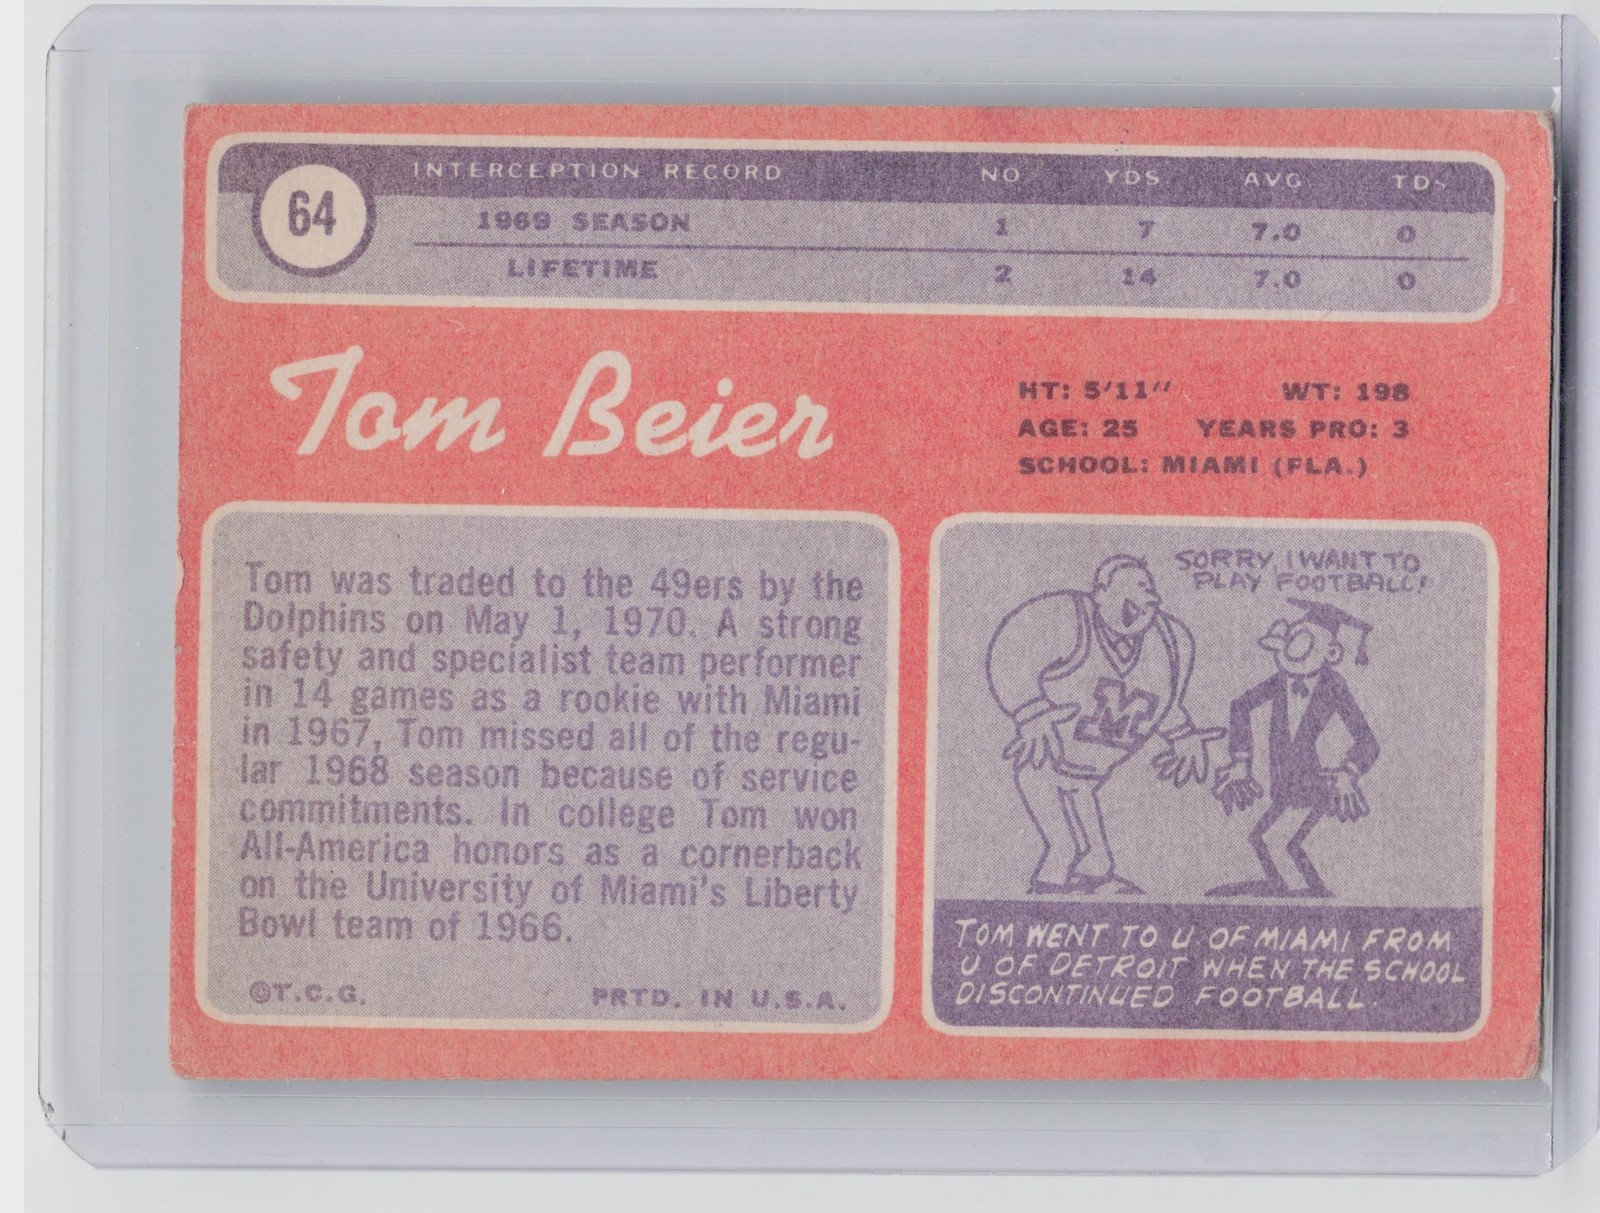 64
INTERCEPTION RECORD NO. YDS. AVG. TDS
1969 SEASON 1 7 7.0 0
LIFETIME 2 14 7.0 0
Tom Beier
HT: 5'11" WT: 198
AGE: 25 YEARS PRO: 3
SCHOOL: MIAMI (FLA.)
Tom was traded to the 49ers by the
Dolphins on May 1, 1970. A strong
safety and specialist team performer
in 14 games as a rookie with Miami
in 1967, Tom missed all of the regu-
lar 1968 season because of service
commitments. In college Tom won
All-America honors as a cornerback
on the University of Miami's Liberty
Bowl team of 1966.
©T.C.G. PRTD. IN U.S.A.
SORRY, I WANT TO
PLAY FOOTBALL!
M
TOM WENT TO U. OF MIAMI FROM
U OF DETROIT WHEN THE SCHOOL
DISCONTINUED FOOTBALL.